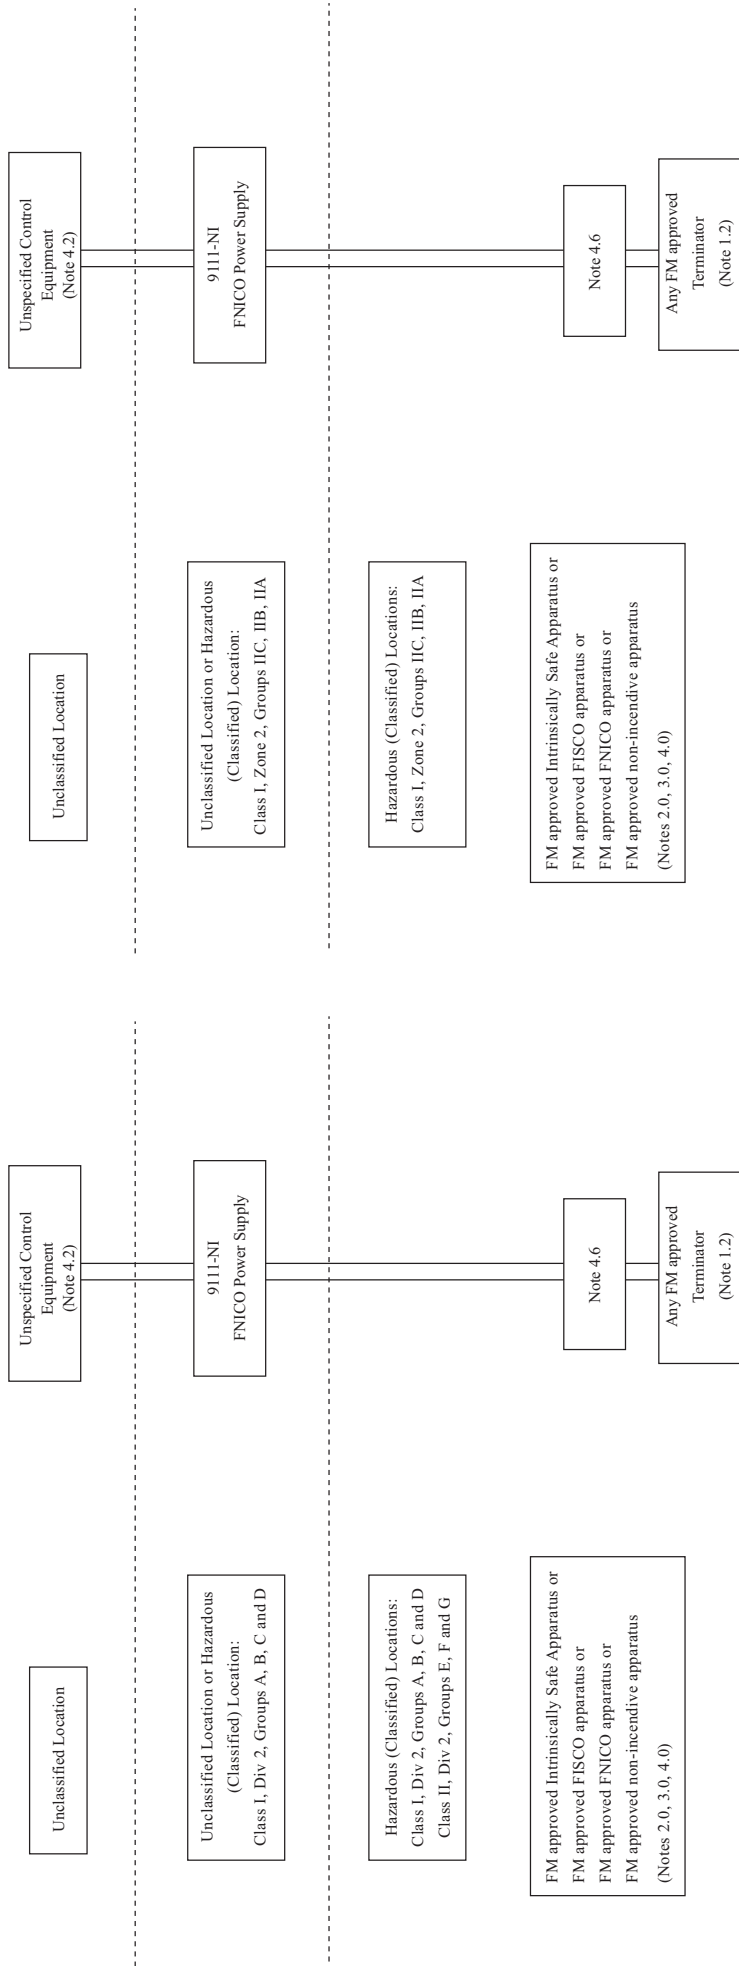 Unclassified Location
Unspecified Control
Equipment
(Note 4.2)
Unclassified Location or Hazardous
(Classified) Location:
Class I, Div 2, Groups A, B, C and D
9111-NI
FNICO Power Supply
Hazardous (Classified) Locations:
Class I, Div 2, Groups A, B, C and D
Class II, Div 2, Groups E, F and G
FM approved Intrinsically Safe Apparatus or
FM approved FISCO apparatus or
FM approved FNICO apparatus or
FM approved non-incendive apparatus
(Notes 2.0, 3.0, 4.0)
Note 4.6
Any FM approved
Terminator
(Note 1.2)
Unclassified Location
Unspecified Control
Equipment
(Note 4.2)
Unclassified Location or Hazardous
(Classified) Location:
Class I, Zone 2, Groups IIC, IIB, IIA
9111-NI
FNICO Power Supply
Hazardous (Classified) Locations:
Class I, Zone 2, Groups IIC, IIB, IIA
FM approved Intrinsically Safe Apparatus or
FM approved FISCO apparatus or
FM approved FNICO apparatus or
FM approved non-incendive apparatus
(Notes 2.0, 3.0, 4.0)
Note 4.6
Any FM approved
Terminator
(Note 1.2)